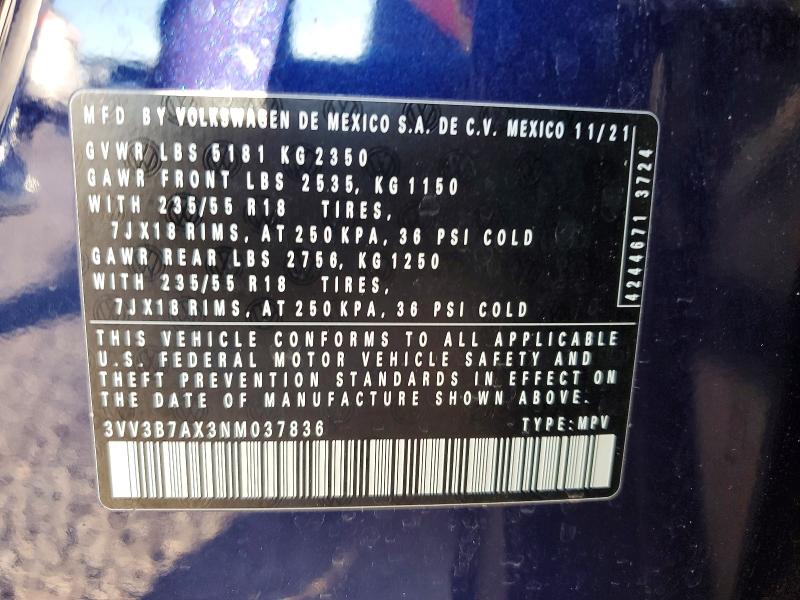 MFD BY VOLKSWAGEN DE MEXICO S.A. DE C.V. MEXICO 11/21
GVWR LBS 5181 KG 2350
GAWR FRONT LBS 2535, KG 1150
WITH 235/55 R18 TIRES,
7JX18 RIMS, AT 250 KPA, 36 PSI COLD
GAWR REAR LBS 2756, KG 1250
WITH 235/55 R18 TIRES,
7JX18 RIMS, AT 250 KPA, 36 PSI COLD
4244671 3724
THIS VEHICLE CONFORMS TO ALL APPLICABLE
U.S. FEDERAL MOTOR VEHICLE SAFETY AND
THEFT PREVENTION STANDARDS IN EFFECT ON
THE DATE OF MANUFACTURE SHOWN ABOVE.
3VV3B7AX3NM037836 TYPE:MPV